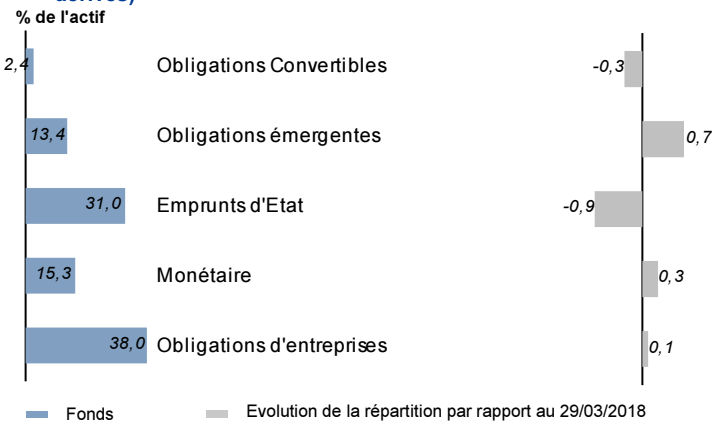 dérivés)
% de l'actif
2,4 Obligations Convertibles -0,3
13,4 Obligations émergentes 0,7
31,0 Emprunts d'Etat -0,9
15,3 Monétaire 0,3
38,0 Obligations d'entreprises 0,1
Fonds Evolution de la répartition par rapport au 29/03/2018